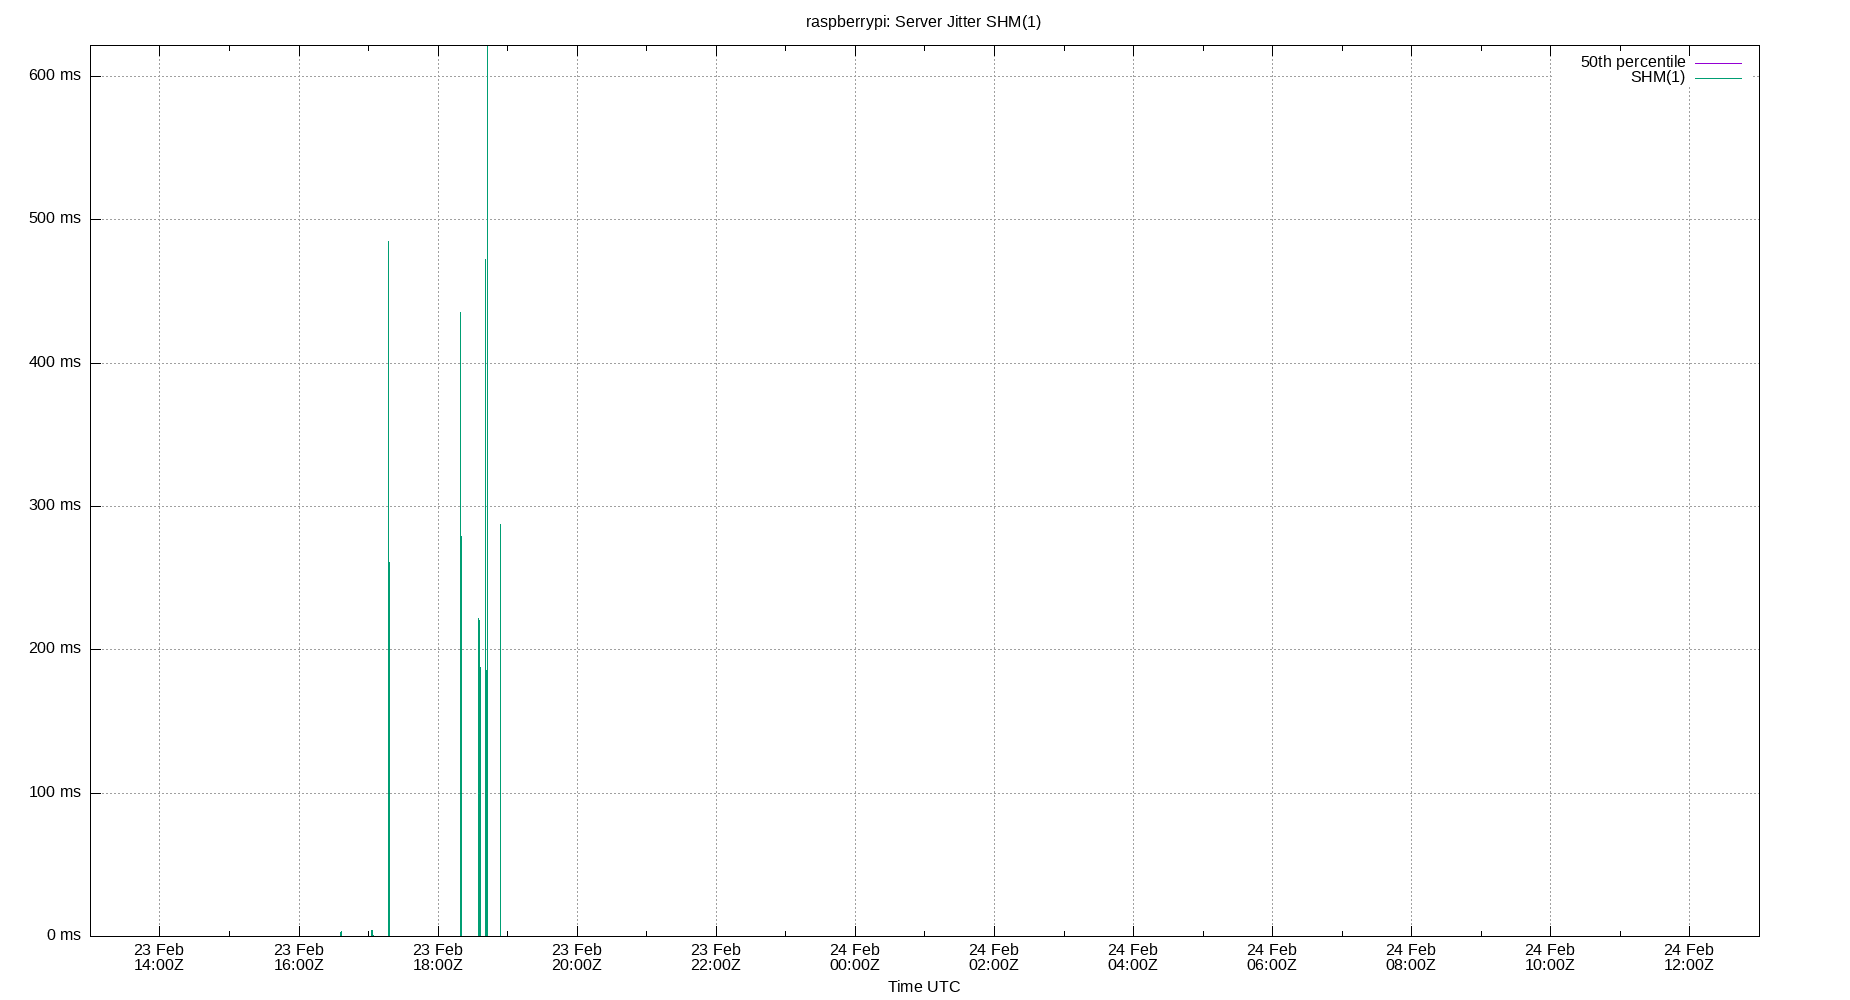 raspberrypi: Server Jitter SHM(1)
50th percentile
SHM(1)
600 ms
500 ms
400 ms
300 ms
200 ms
100 ms
0 ms
23 Feb 23 Feb 23 Feb 23 Feb 23 Feb 24 Feb 24 Feb 24 Feb 24 Feb 24 Feb 24 Feb 24 Feb
14:00Z 16:00Z 18:00Z 20:00Z 22:00Z 00:00Z 02:00Z 04:00Z 06:00Z 08:00Z 10:00Z 12:00Z
Time UTC